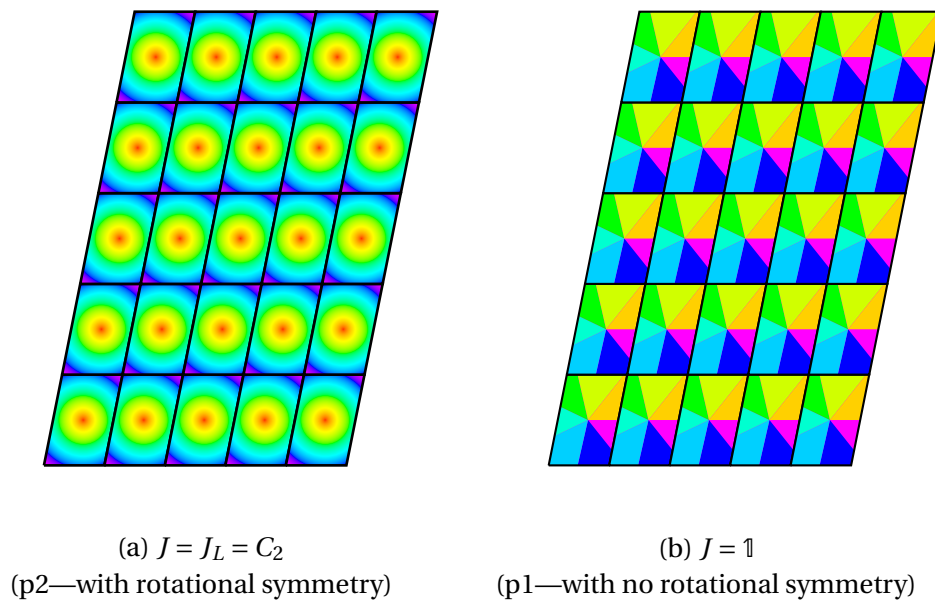 (a) J = J_L = C_2
(p2—with rotational symmetry)
(b) J = 𝟙
(p1—with no rotational symmetry)